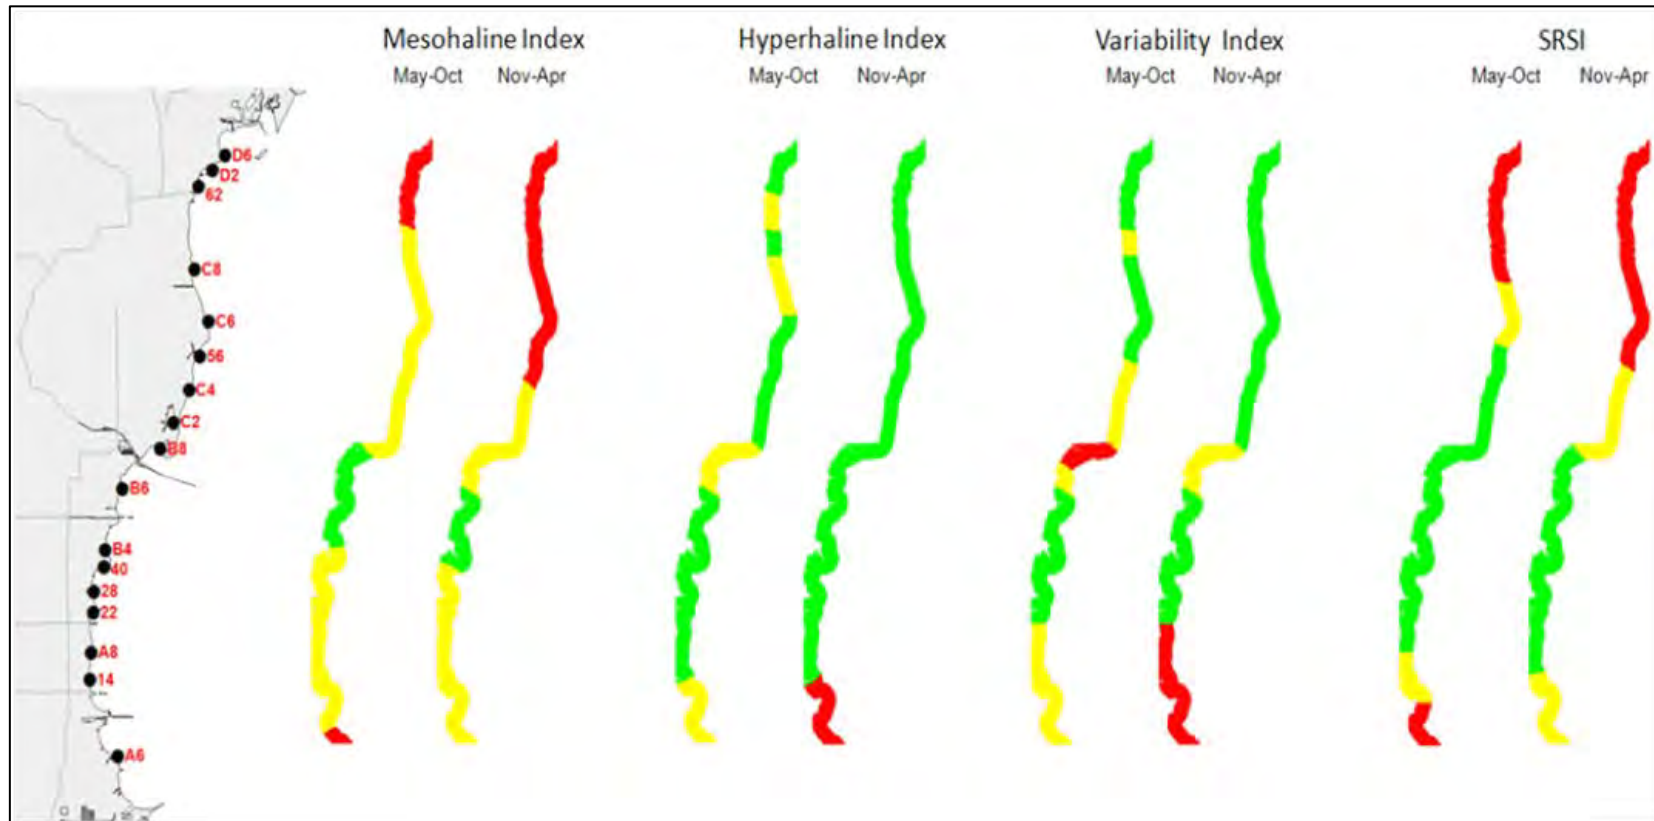 Mesohaline Index Hyperhaline Index Variability Index SRSI
May-Oct Nov-Apr May-Oct Nov-Apr May-Oct Nov-Apr May-Oct Nov-Apr
D6
D2
62
C8
C6
56
C4
C2
B8
B6
B4
40
28
22
A8
14
A6